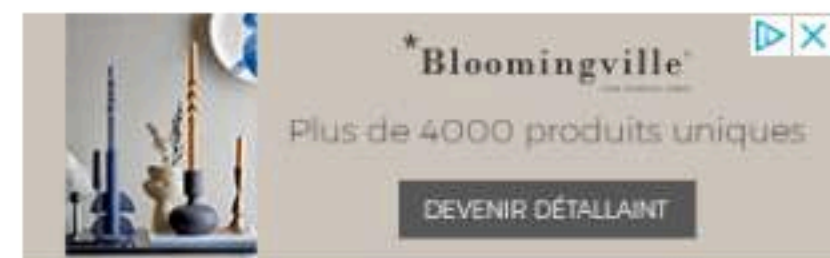 *Bloomingville
Plus de 4000 produits uniques
DEVENIR DÉTALLAINT